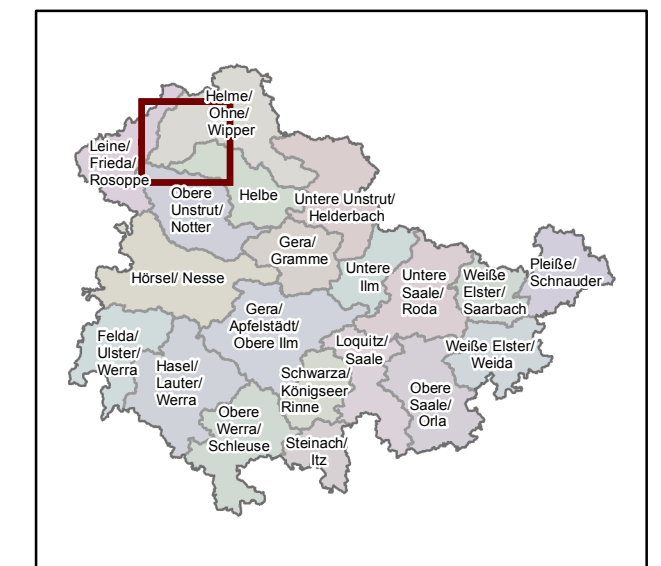 Helme/
Ohne/
Wipper
Leine/
Frieda/
Rosoppe
Obere
Unstrut/
Notter
Helbe
Untere Unstrut/
Helderbach
Gera/
Gramme
Hörsel/ Nesse
Untere
Ilm
Untere
Saale/
Roda
Weiße
Elster/
Saarbach
Pleiße/
Schnauder
Gera/
Apfelstädt/
Obere Ilm
Felda/
Ulster/
Werra
Hasel/
Lauter/
Werra
Loquitz/
Saale
Weiße Elster/
Weida
Schwarza/
Königseer
Rinne
Obere
Saale/
Orla
Obere
Werra/
Schleuse
Steinach/
Itz